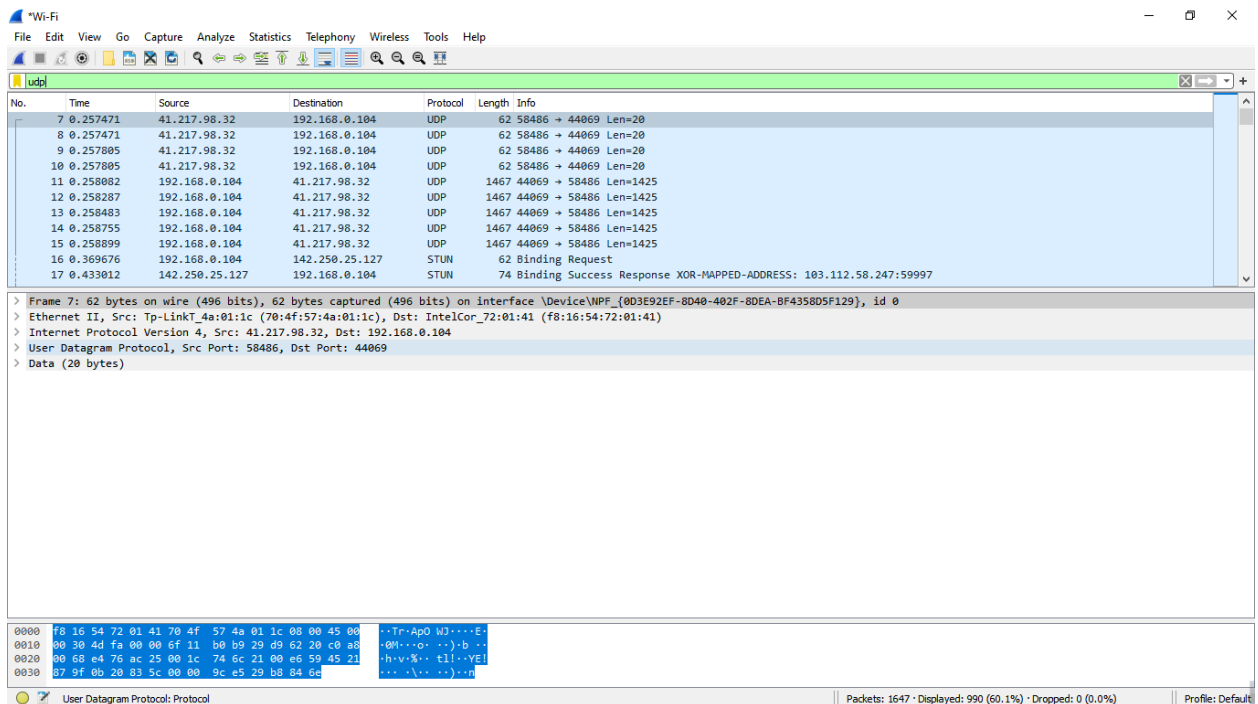 *Wi-Fi
File Edit View Go Capture Analyze Statistics Telephony Wireless Tools Help
udp
No. Time Source Destination Protocol Length Info
7 0.257471 41.217.98.32 192.168.0.104 UDP 62 58486 → 44069 Len=20
8 0.257471 41.217.98.32 192.168.0.104 UDP 62 58486 → 44069 Len=20
9 0.257805 41.217.98.32 192.168.0.104 UDP 62 58486 → 44069 Len=20
10 0.257805 41.217.98.32 192.168.0.104 UDP 62 58486 → 44069 Len=20
11 0.258082 192.168.0.104 41.217.98.32 UDP 1467 44069 → 58486 Len=1425
12 0.258287 192.168.0.104 41.217.98.32 UDP 1467 44069 → 58486 Len=1425
13 0.258483 192.168.0.104 41.217.98.32 UDP 1467 44069 → 58486 Len=1425
14 0.258755 192.168.0.104 41.217.98.32 UDP 1467 44069 → 58486 Len=1425
15 0.258899 192.168.0.104 41.217.98.32 UDP 1467 44069 → 58486 Len=1425
16 0.369676 192.168.0.104 142.250.25.127 STUN 62 Binding Request
17 0.433012 142.250.25.127 192.168.0.104 STUN 74 Binding Success Response XOR-MAPPED-ADDRESS: 103.112.58.247:59997
> Frame 7: 62 bytes on wire (496 bits), 62 bytes captured (496 bits) on interface \Device\NPF_{0D3E92EF-8D40-402F-8DEA-BF4358D5F129}, id 0
> Ethernet II, Src: Tp-LinkT_4a:01:1c (70:4f:57:4a:01:1c), Dst: IntelCor_72:01:41 (f8:16:54:72:01:41)
> Internet Protocol Version 4, Src: 41.217.98.32, Dst: 192.168.0.104
> User Datagram Protocol, Src Port: 58486, Dst Port: 44069
> Data (20 bytes)
0000 f8 16 54 72 01 41 70 4f 57 4a 01 1c 08 00 45 00 ··Tr·ApO WJ····E·
0010 00 30 4d fa 00 00 6f 11 b0 b9 29 d9 62 20 c0 a8 ·0M···o· ··)·b ··
0020 00 68 e4 76 ac 25 00 1c 74 6c 21 00 e6 59 45 21 ·h·v·%·· tl!··YE!
0030 87 9f 0b 20 83 5c 00 00 9c e5 29 b8 84 6e ··· ·\·· ··)··n
User Datagram Protocol: Protocol Packets: 1647 · Displayed: 990 (60.1%) · Dropped: 0 (0.0%) Profile: Default